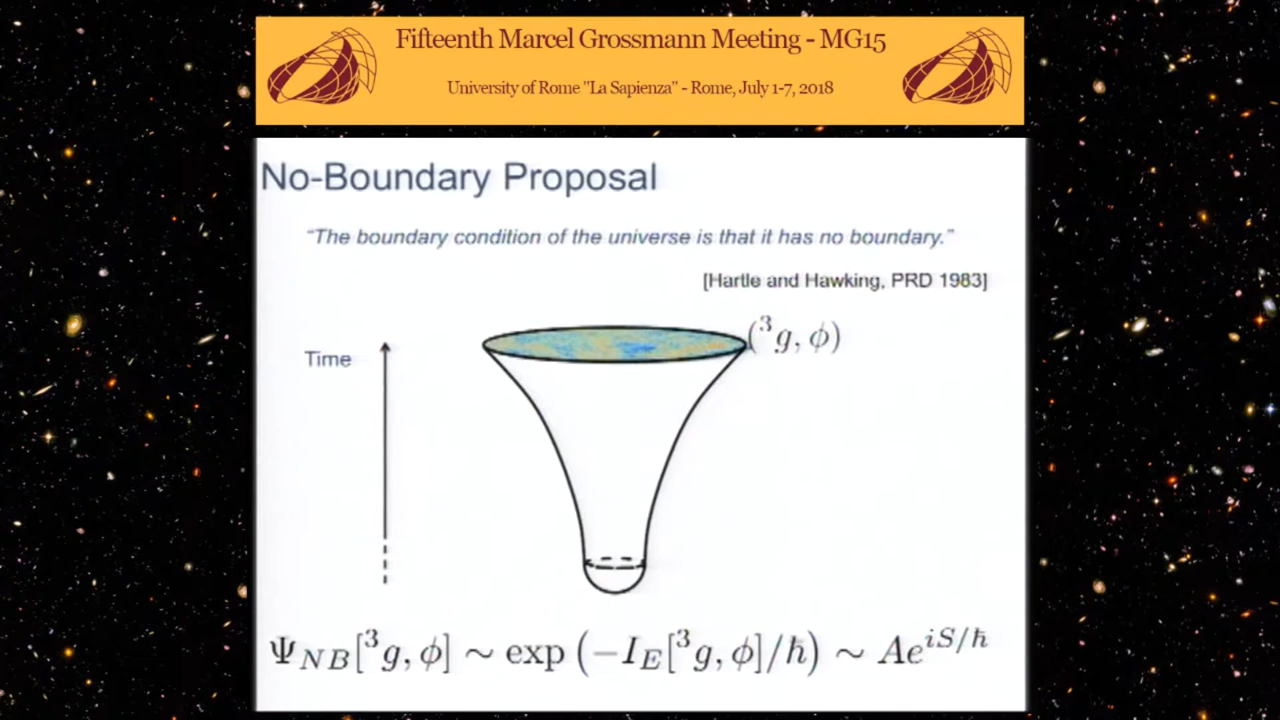 Fifteenth Marcel Grossmann Meeting - MG15
University of Rome "La Sapienza" - Rome, July 1-7, 2018
No-Boundary Proposal
"The boundary condition of the universe is that it has no boundary."
[Hartle and Hawking, PRD 1983]
(³g, ϕ)
Time
Ψ_{NB}[³g, ϕ] ∼ exp (−I_E[³g, ϕ]/ħ) ∼ Ae^{iS/ħ}